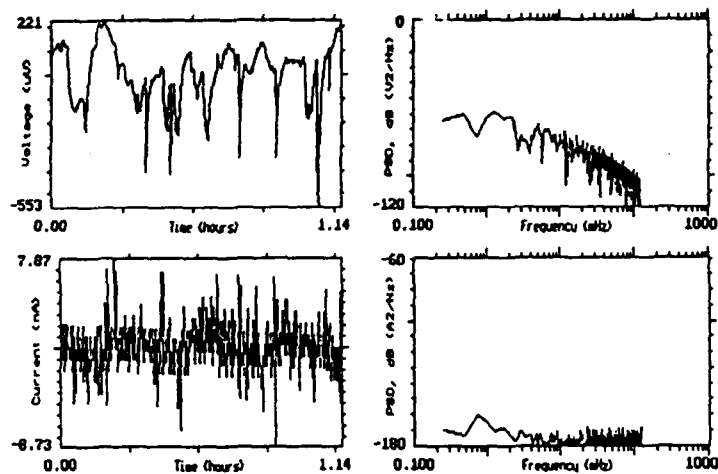 221
Voltage (uV)
-553
0.00
Time (hours)
1.14
0
PSD, dB (V2/Hz)
-120
0.100
Frequency (mHz)
1000
7.87
Current (nA)
-8.73
0.00
Time (hours)
1.14
-60
PSD, dB (A2/Hz)
-180
0.100
Frequency (mHz)
1000